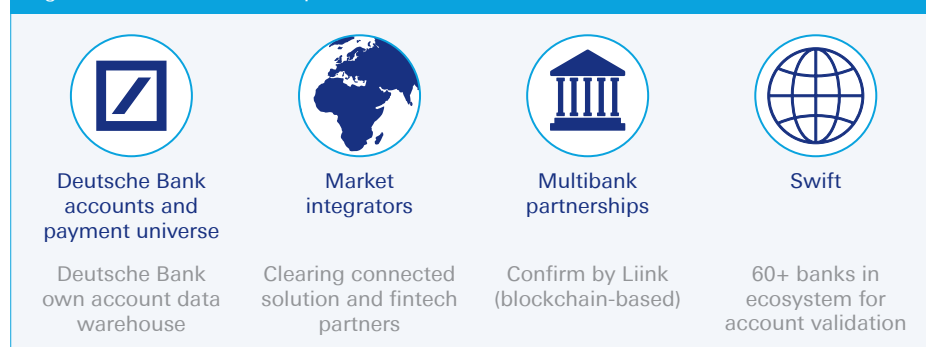 Deutsche Bank
accounts and
payment universe
Market
integrators
Multibank
partnerships
Swift
Deutsche Bank
own account data
warehouse
Clearing connected
solution and fintech
partners
Confirm by Liink
(blockchain-based)
60+ banks in
ecosystem for
account validation